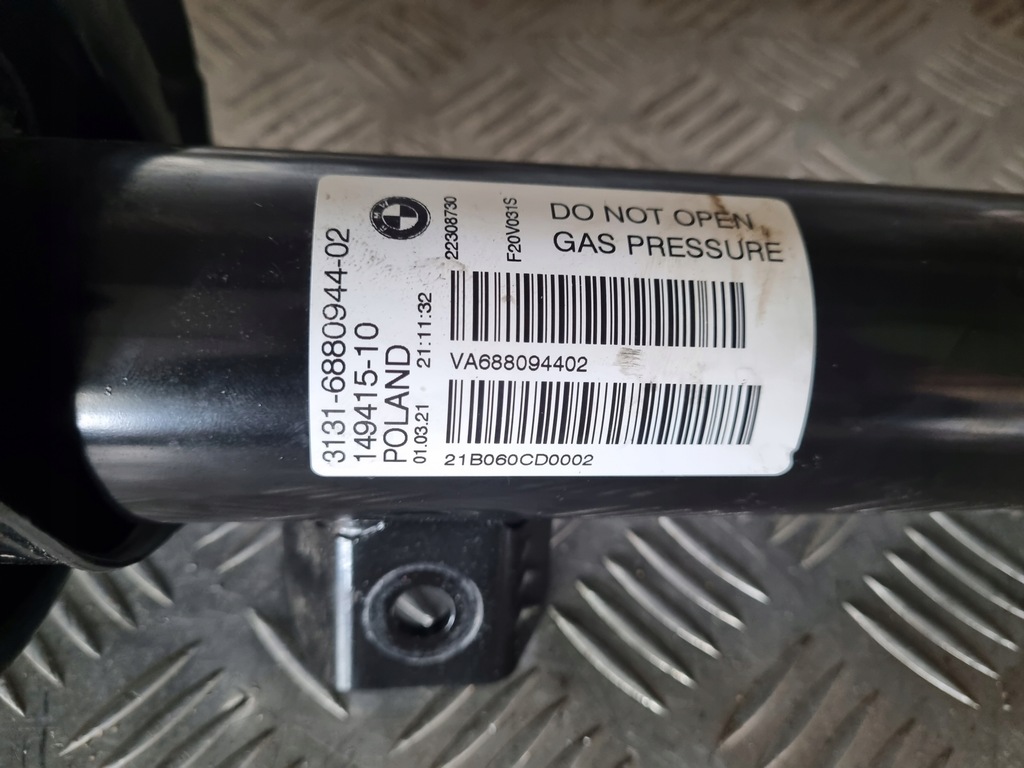 3131-6880944-02
149415-10
POLAND
01.03.21 21:11:32
BMW
22308730
F20V031S
DO NOT OPEN
GAS PRESSURE
VA688094402
21B060CD0002